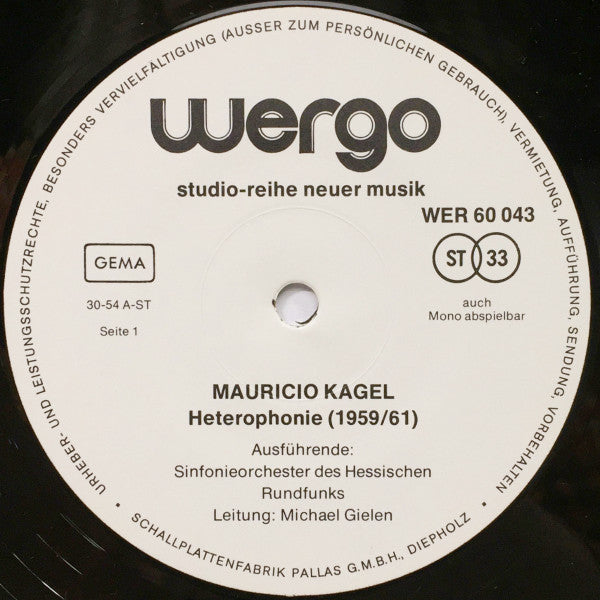 URHEBER- UND LEISTUNGSSCHUTZRECHTE, BESONDERS VERVIELFÄLTIGUNG (AUSSER ZUM PERSÖNLICHEN GEBRAUCH), VERMIETUNG, AUFFÜHRUNG, SENDUNG, VORBEHALTEN •
wergo
studio-reihe neuer musik
WER 60 043
GEMA
ST 33
30-54 A-ST
auch
Mono abspielbar
Seite 1
MAURICIO KAGEL
Heterophonie (1959/61)
Ausführende:
Sinfonieorchester des Hessischen
Rundfunks
Leitung: Michael Gielen
• SCHALLPLATTENFABRIK PALLAS G.M.B.H., DIEPHOLZ •